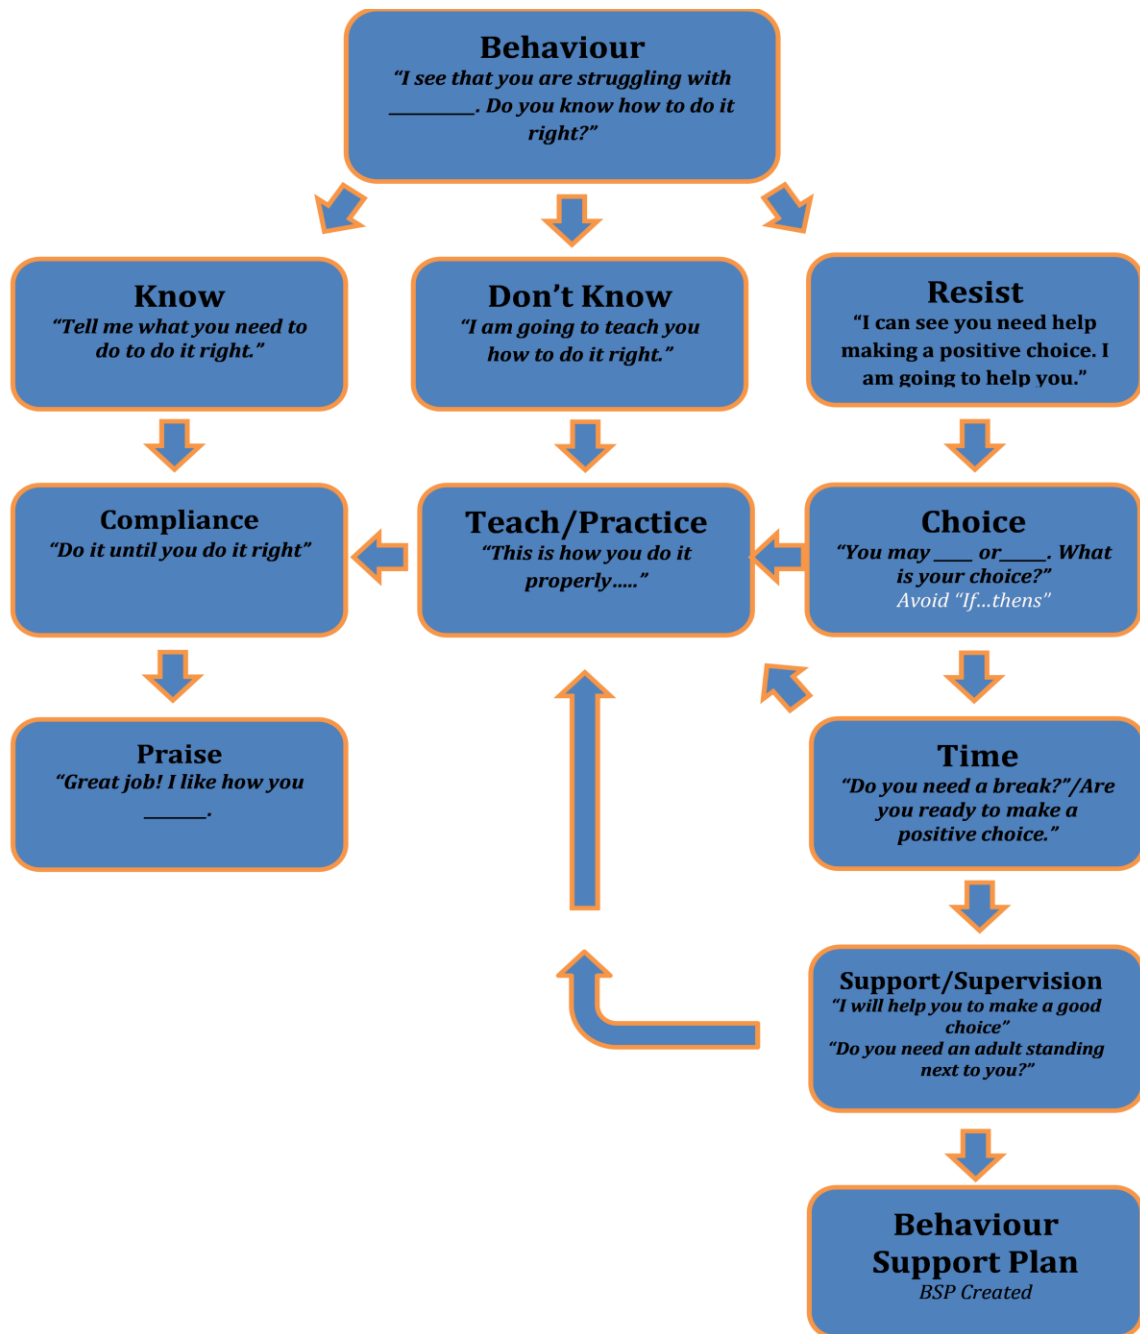 Behaviour
“I see that you are struggling with
__________. Do you know how to do it
right?”
Know
“Tell me what you need to
do to do it right.”
Don’t Know
“I am going to teach you
how to do it right.”
Resist
“I can see you need help
making a positive choice. I
am going to help you.”
Compliance
“Do it until you do it right”
Teach/Practice
“This is how you do it
properly…..”
Choice
“You may _____ or______. What
is your choice?”
Avoid “If…thens”
Praise
“Great job! I like how you
________.
Time
“Do you need a break?”/Are
you ready to make a
positive choice.”
Support/Supervision
“I will help you to make a good
choice”
“Do you need an adult standing
next to you?”
Behaviour
Support Plan
BSP Created